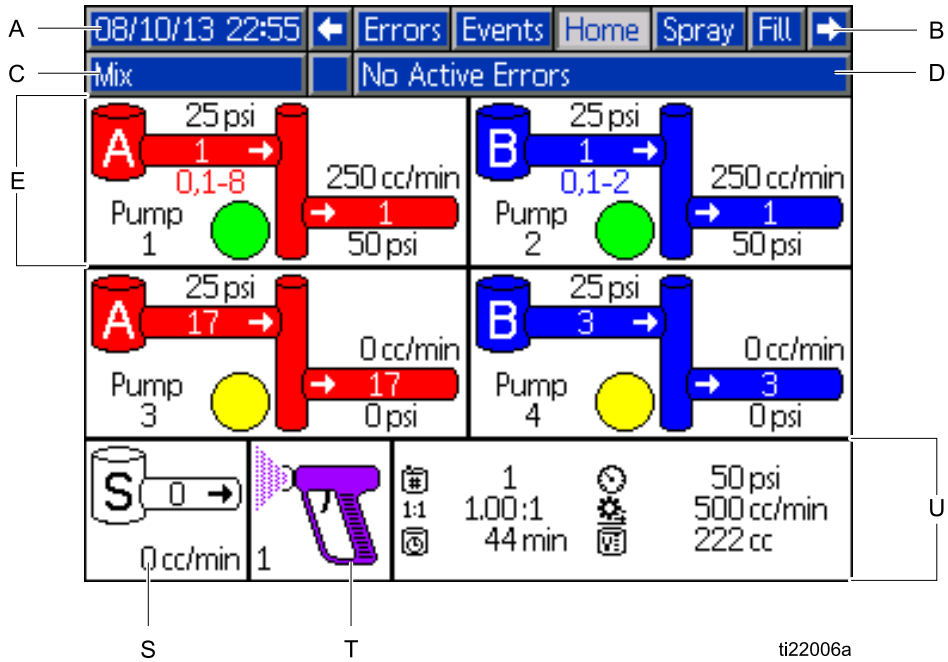 A 08/10/13 22:55 Errors Events Home Spray Fill B
C Mix No Active Errors D
E
A 25 psi 1 0,1-8 250 cc/min 1 50 psi Pump 1
B 25 psi 1 0,1-2 250 cc/min 1 50 psi Pump 2
A 25 psi 17 0 cc/min 17 0 psi Pump 3
B 25 psi 3 0 cc/min 3 0 psi Pump 4
S 0 0 cc/min
1
# 1 50 psi
1:1 1.00:1 500 cc/min
44 min V 222 cc
U
S T
ti22006a